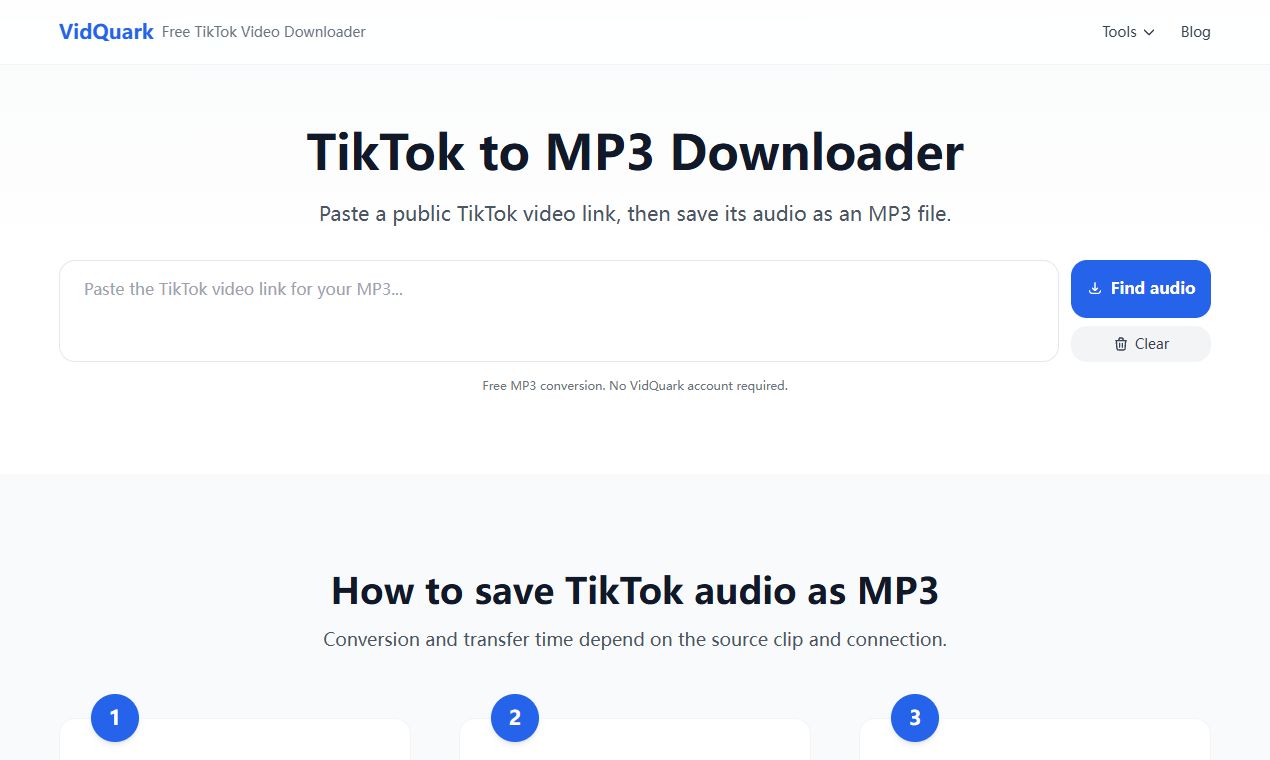 VidQuark Free TikTok Video Downloader Tools Blog
TikTok to MP3 Downloader
Paste a public TikTok video link, then save its audio as an MP3 file.
Paste the TikTok video link for your MP3...
Find audio
Clear
Free MP3 conversion. No VidQuark account required.
How to save TikTok audio as MP3
Conversion and transfer time depend on the source clip and connection.
1 2 3